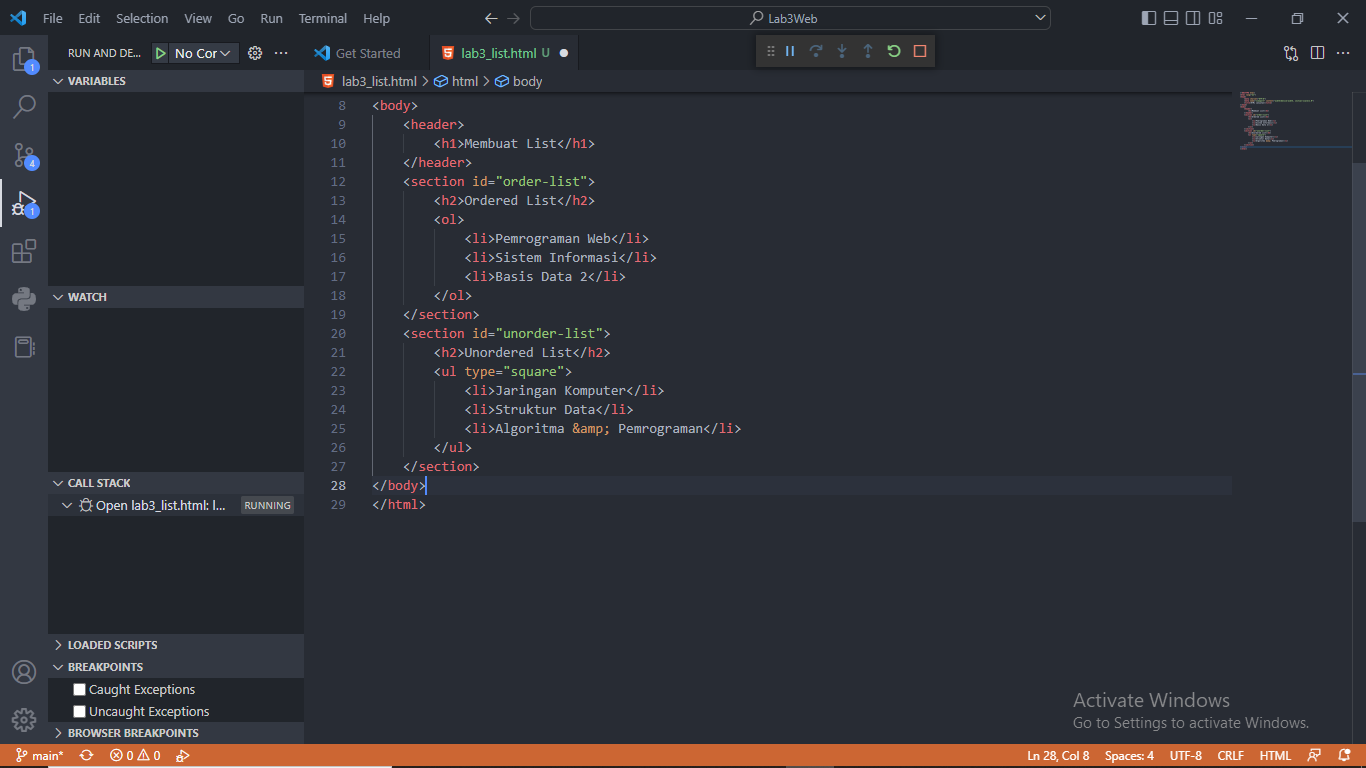 File Edit Selection View Go Run Terminal Help Lab3Web
RUN AND DE... No Cor Get Started lab3_list.html U
VARIABLES
lab3_list.html > html > body
8 <body>
9 <header>
10 <h1>Membuat List</h1>
11 </header>
12 <section id="order-list">
13 <h2>Ordered List</h2>
14 <ol>
15 <li>Pemrograman Web</li>
16 <li>Sistem Informasi</li>
17 <li>Basis Data 2</li>
18 </ol>
19 </section>
20 <section id="unorder-list">
21 <h2>Unordered List</h2>
22 <ul type="square">
23 <li>Jaringan Komputer</li>
24 <li>Struktur Data</li>
25 <li>Algoritma &amp; Pemrograman</li>
26 </ul>
27 </section>
28 </body>
29 </html>
1
4
1
WATCH
CALL STACK
Open lab3_list.html: l... RUNNING
LOADED SCRIPTS
BREAKPOINTS
Caught Exceptions
Uncaught Exceptions
BROWSER BREAKPOINTS
Activate Windows
Go to Settings to activate Windows.
main* 0 0 Ln 28, Col 8 Spaces: 4 UTF-8 CRLF HTML